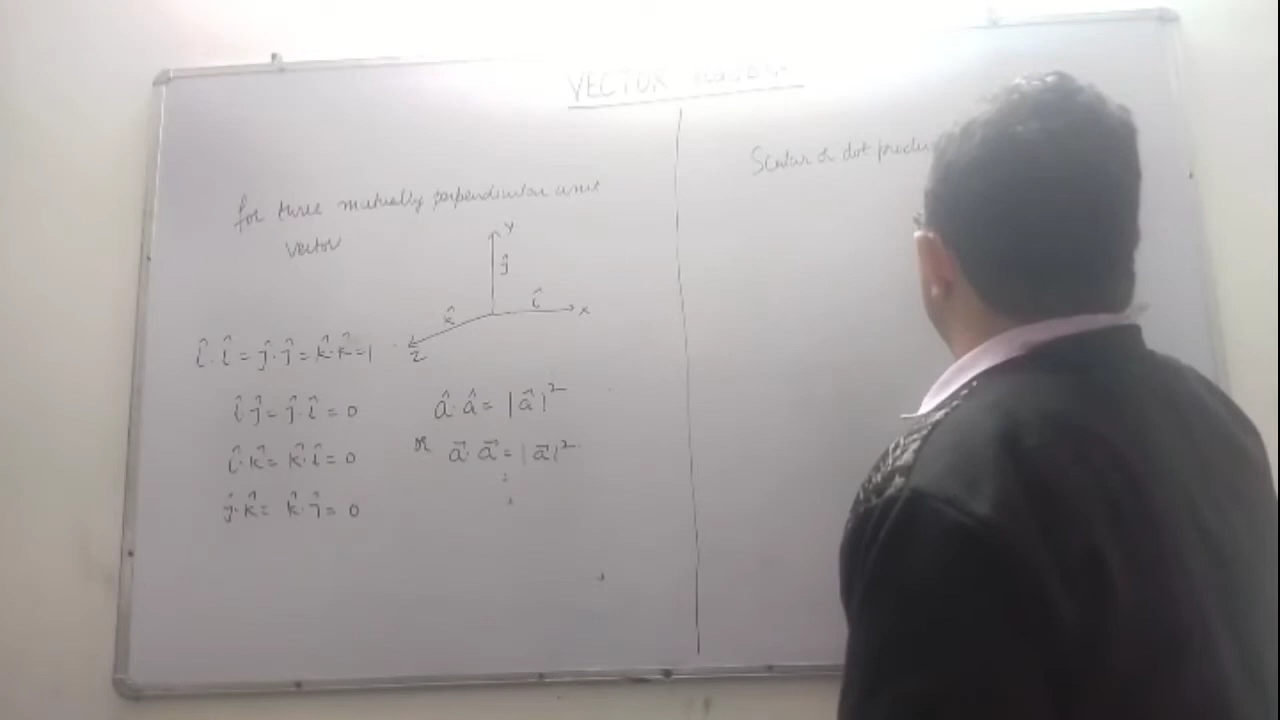 VECTOR
for three mutually perpendicular unit
vector
Y
ĵ
î
X
k̂
Z
î·î = ĵ·ĵ = k̂·k̂ = 1
î·ĵ = ĵ·î = 0
î·k̂ = k̂·î = 0
ĵ·k̂ = k̂·ĵ = 0
â·â = |a⃗|²
or a⃗·a⃗ = |a⃗|²
Scalar or dot